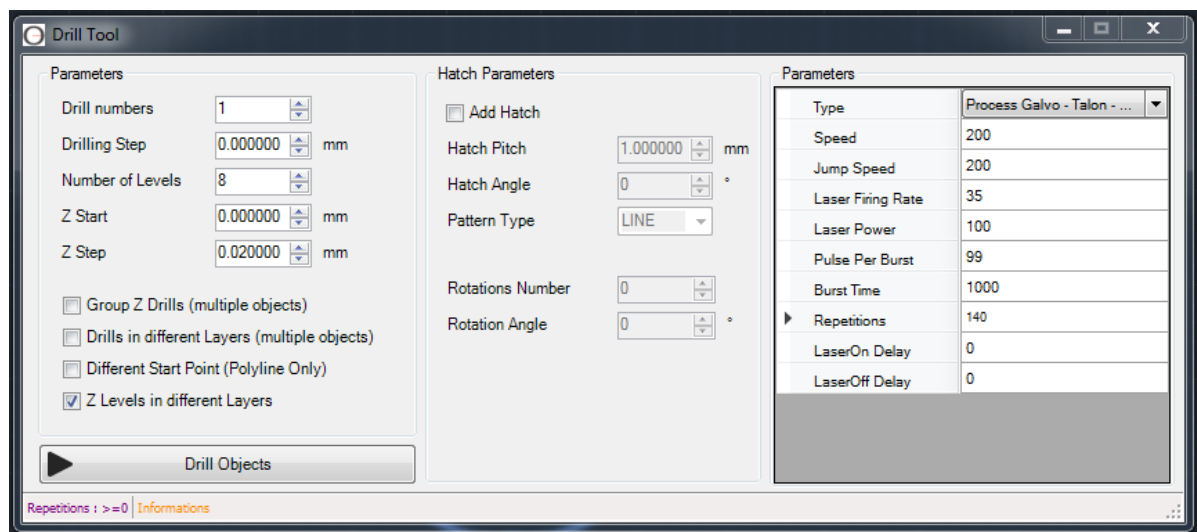 Drill Tool
Parameters
Drill numbers 1
Drilling Step 0.000000 mm
Number of Levels 8
Z Start 0.000000 mm
Z Step 0.020000 mm
Group Z Drills (multiple objects)
Drills in different Layers (multiple objects)
Different Start Point (Polyline Only)
Z Levels in different Layers
Drill Objects
Hatch Parameters
Add Hatch
Hatch Pitch 1.000000 mm
Hatch Angle 0 °
Pattern Type LINE
Rotations Number 0
Rotation Angle 0 °
Parameters
Type Process Galvo - Talon - ...
Speed 200
Jump Speed 200
Laser Firing Rate 35
Laser Power 100
Pulse Per Burst 99
Burst Time 1000
Repetitions 140
LaserOn Delay 0
LaserOff Delay 0
Repetitions : >=0 Informations